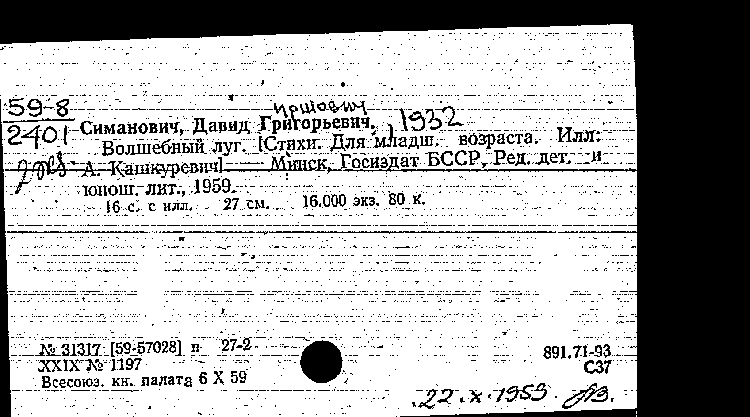 59-8
2401
Гиршевич
Симанович, Давид Григорьевич, 1932
Волшебный луг. [Стихи. Для младш. возраста. Илл:
А. Кашкуревич]. — Минск, Госиздат БССР, Ред. дет. и
юнош. лит., 1959.
16 с. с илл. 27 см. 16.000 экз. 80 к.
№ 31317 [59-57028] п 27-2
XXIX № 1197
Всесоюз. кн. палата 6 X 59
891.71-93
С37
22.X.1959.